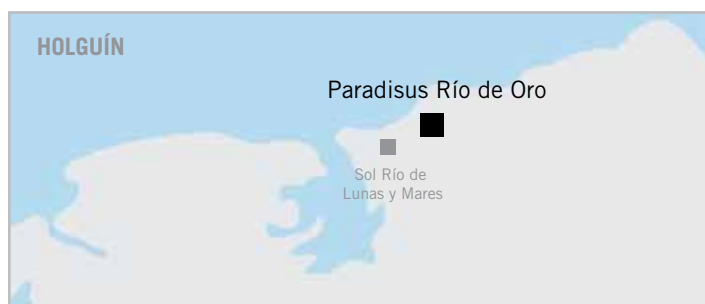 HOLGUÍN
Paradisus Río de Oro
Sol Río de
Lunas y Mares